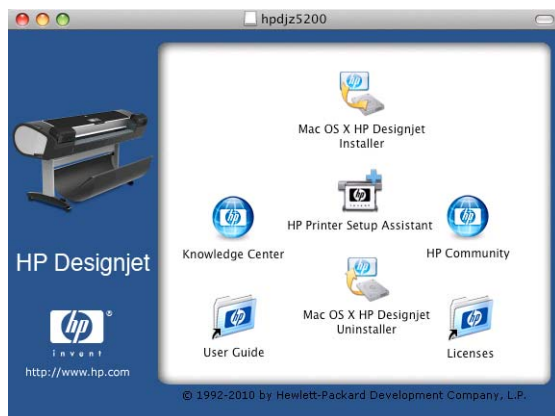 hpdjz5200
Mac OS X HP Designjet
Installer
HP Printer Setup Assistant
Knowledge Center
HP Community
Mac OS X HP Designjet
Uninstaller
User Guide
Licenses
HP Designjet
hp
invent
http://www.hp.com
© 1992-2010 by Hewlett-Packard Development Company, L.P.